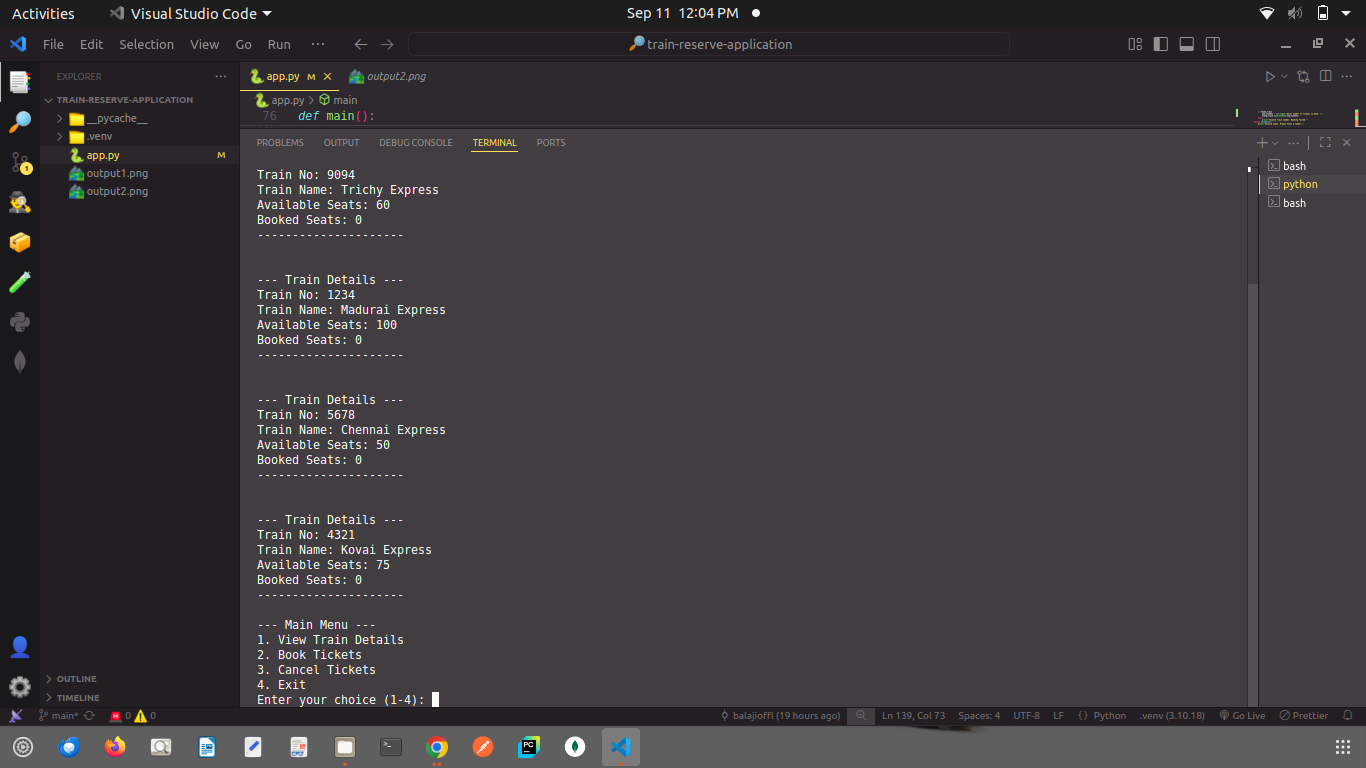 Activities
Visual Studio Code
Sep 11 12:04 PM
File Edit Selection View Go Run ···
train-reserve-application
EXPLORER ···
TRAIN-RESERVE-APPLICATION
__pycache__
.venv
app.py M
output1.png
output2.png
OUTLINE
TIMELINE
app.py M
output2.png
app.py > main
76 def main():
PROBLEMS OUTPUT DEBUG CONSOLE TERMINAL PORTS
Train No: 9094
Train Name: Trichy Express
Available Seats: 60
Booked Seats: 0
---------------------
--- Train Details ---
Train No: 1234
Train Name: Madurai Express
Available Seats: 100
Booked Seats: 0
---------------------
--- Train Details ---
Train No: 5678
Train Name: Chennai Express
Available Seats: 50
Booked Seats: 0
---------------------
--- Train Details ---
Train No: 4321
Train Name: Kovai Express
Available Seats: 75
Booked Seats: 0
---------------------
--- Main Menu ---
1. View Train Details
2. Book Tickets
3. Cancel Tickets
4. Exit
Enter your choice (1-4):
bash
python
bash
main* 0 0 balajioffl (19 hours ago) Ln 139, Col 73 Spaces: 4 UTF-8 LF {} Python .venv (3.10.18) Go Live Prettier